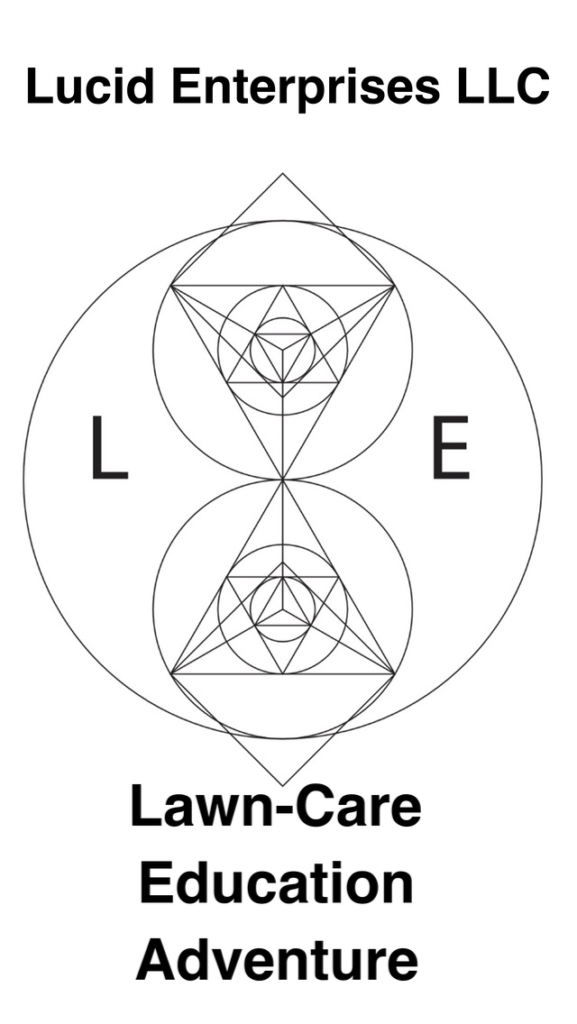 Lucid Enterprises LLC
L E
Lawn-Care
Education
Adventure